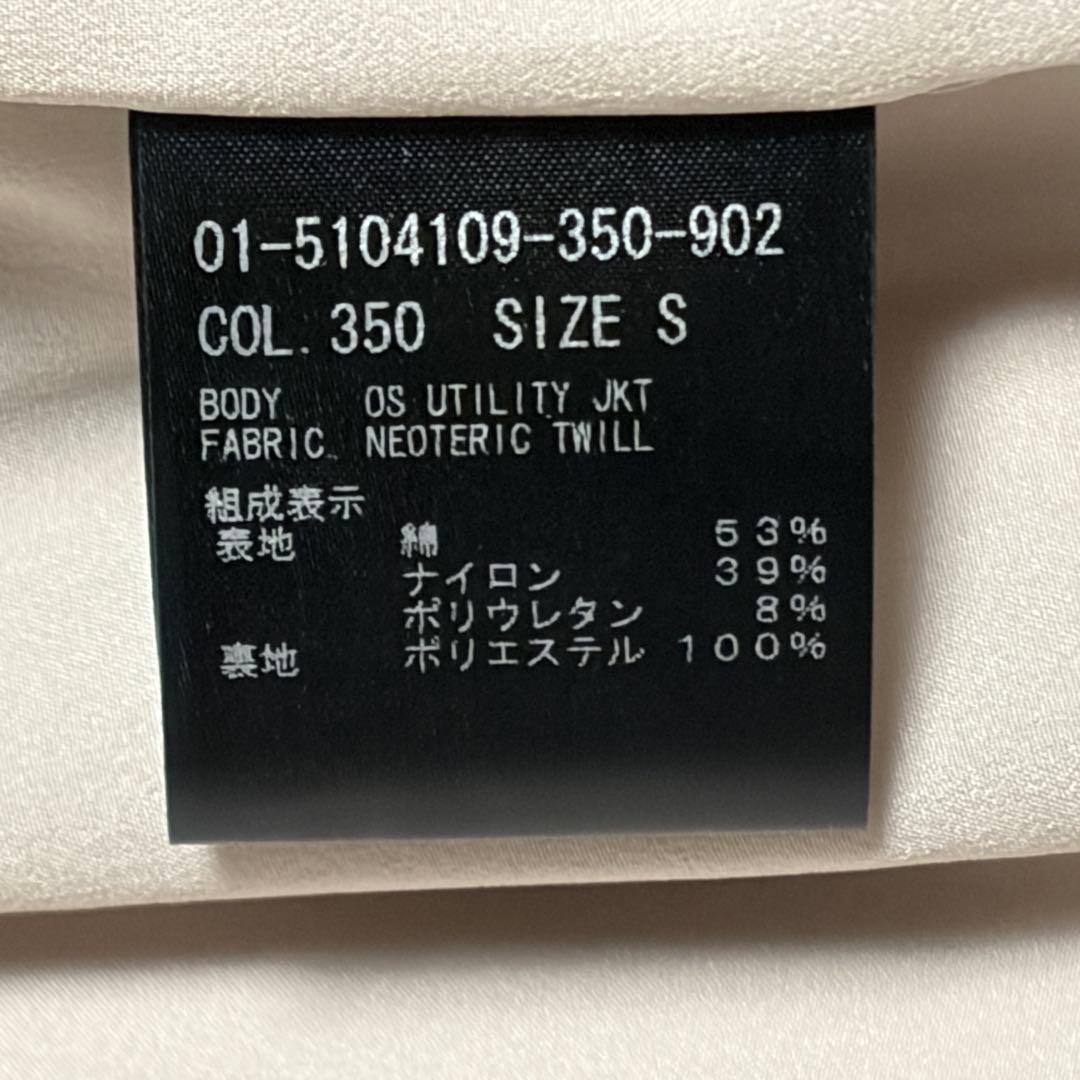 01-5104109-350-902
COL. 350 SIZE S
BODY. OS UTILITY JKT
FABRIC. NEOTERIC TWILL
組成表示
表地 綿 53%
ナイロン 39%
ポリウレタン 8%
裏地 ポリエステル 100%